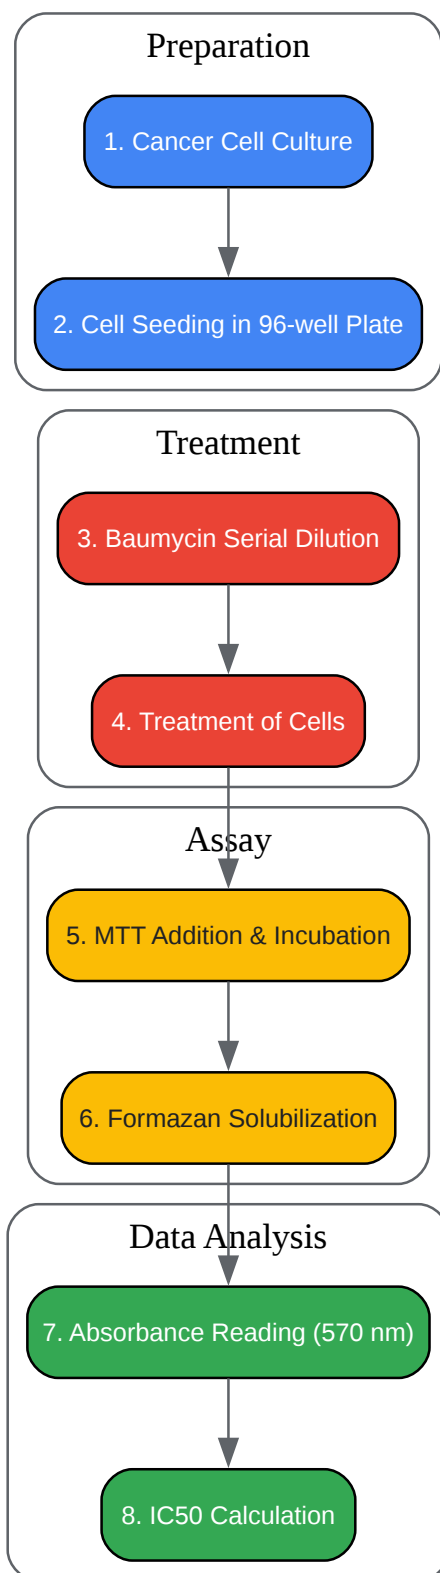 Preparation
1. Cancer Cell Culture
2. Cell Seeding in 96-well Plate
Treatment
3. Baumycin Serial Dilution
4. Treatment of Cells
Assay
5. MTT Addition & Incubation
6. Formazan Solubilization
Data Analysis
7. Absorbance Reading (570 nm)
8. IC50 Calculation